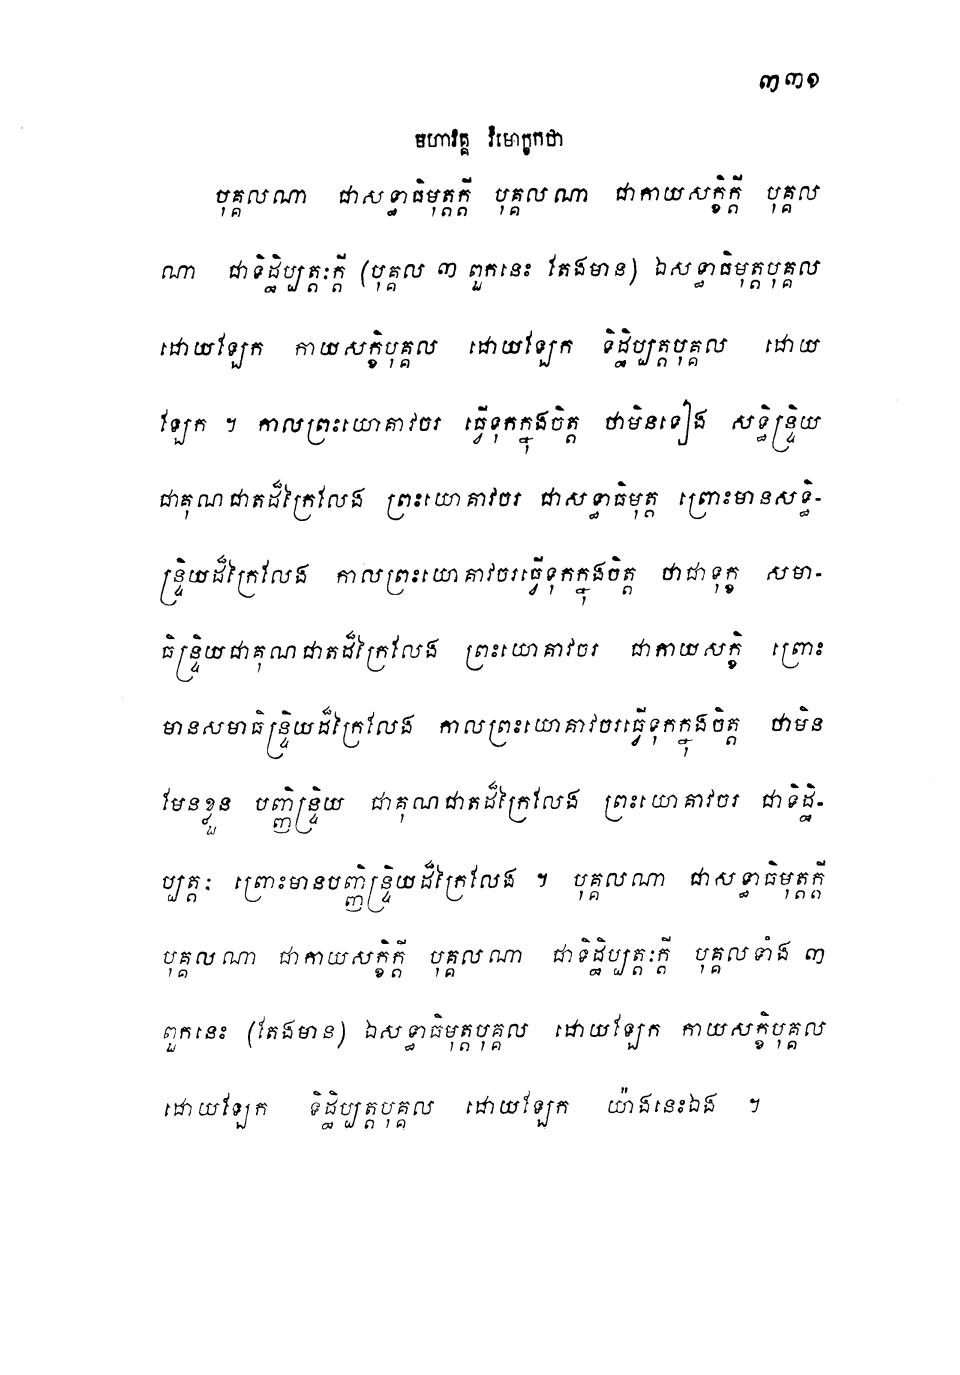 ៣៣១
មហាវគ្គ វិមោក្ខកថា
បុគ្គលណា ជាសទ្ធាធិមុត្តក្តី បុគ្គលណា ជាកាយសក្ខិក្តី បុគ្គល
ណា ជាទិដ្ឋិប្បត្តៈក្តី (បុគ្គល ៣ ពួកនេះ តែងមាន) ឯសទ្ធាធិមុត្តបុគ្គល
ដោយឡែក កាយសក្ខិបុគ្គល ដោយឡែក ទិដ្ឋិប្បត្តបុគ្គល ដោយ
ឡែក ។ កាលព្រះយោគាវចរ ធ្វើទុកក្នុងចិត្ត ថាមិនទៀង សទ្ធិន្ទ្រិយ
ជាគុណជាតដ៏ក្រៃលែង ព្រះយោគាវចរ ជាសទ្ធាធិមុត្ត ព្រោះមានសទ្ធិ-
ន្ទ្រិយដ៏ក្រៃលែង កាលព្រះយោគាវចរធ្វើទុកក្នុងចិត្ត ថាជាទុក្ខ សមា-
ធិន្ទ្រិយជាគុណជាតដ៏ក្រៃលែង ព្រះយោគាវចរ ជាកាយសក្ខិ ព្រោះ
មានសមាធិន្ទ្រិយដ៏ក្រៃលែង កាលព្រះយោគាវចរធ្វើទុកក្នុងចិត្ត ថាមិន
មែនខ្លួន បញ្ញិន្ទ្រិយ ជាគុណជាតដ៏ក្រៃលែង ព្រះយោគាវចរ ជាទិដ្ឋិ-
ប្បត្តៈ ព្រោះមានបញ្ញិន្ទ្រិយដ៏ក្រៃលែង ។ បុគ្គលណា ជាសទ្ធាធិមុត្តក្តី
បុគ្គលណា ជាកាយសក្ខិក្តី បុគ្គលណា ជាទិដ្ឋិប្បត្តៈក្តី បុគ្គលទាំង ៣
ពួកនេះ (តែងមាន) ឯសទ្ធាធិមុត្តបុគ្គល ដោយឡែក កាយសក្ខិបុគ្គល
ដោយឡែក ទិដ្ឋិប្បត្តបុគ្គល ដោយឡែក យ៉ាងនេះឯង ។